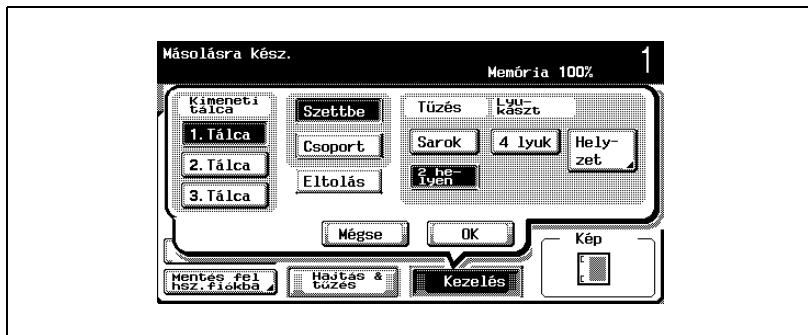 Másolásra kész.
Memória 100%
1
Kimeneti
tálca
1. Tálca
2. Tálca
3. Tálca
Szettbe
Csoport
Eltolás
Tűzés
Lyu-
kaszt
Sarok
4 lyuk
Hely-
zet
2 he-
lyen
Mégse
OK
Kép
Mentés fel
hsz.fiókba
Hajtás &
tűzés
Kezelés